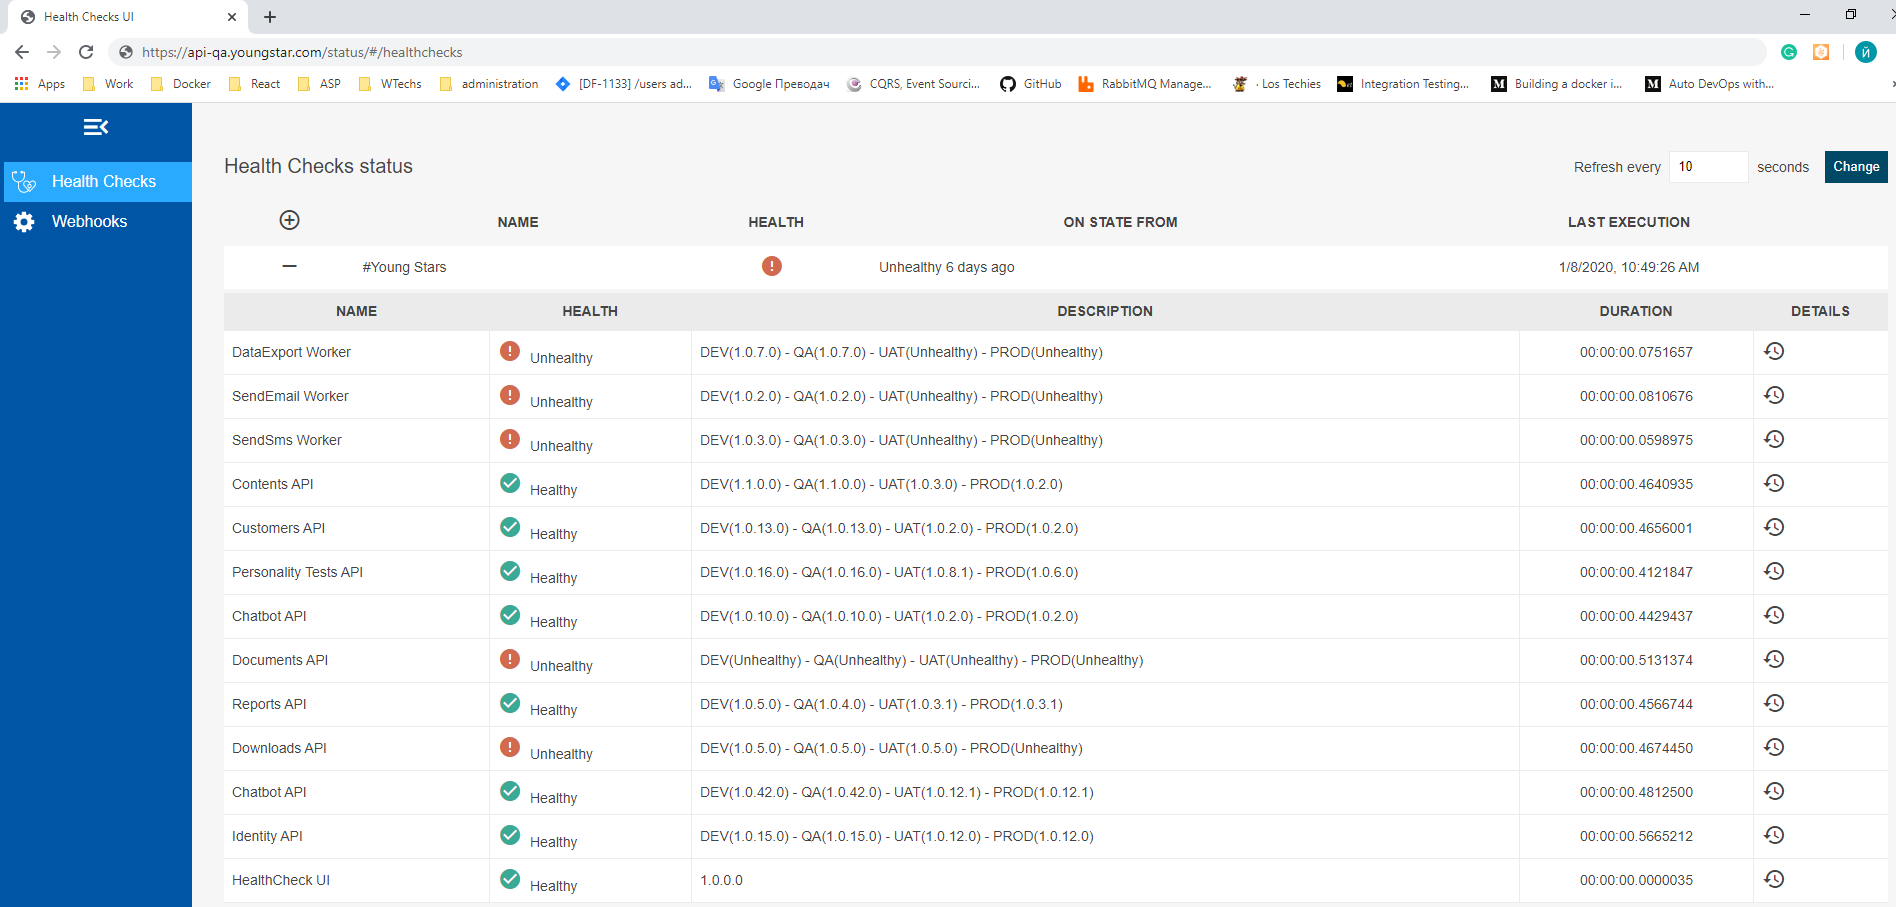 Health Checks UI
https://api-qa.youngstar.com/status/#/healthchecks
й
Apps Work Docker React ASP WTechs administration [DF-1133] /users ad... Google Преводач CQRS, Event Sourci... GitHub RabbitMQ Manage... · Los Techies Integration Testing... Building a docker i... Auto DevOps with...
Health Checks
Webhooks
Health Checks status
Refresh every 10 seconds Change
NAME HEALTH ON STATE FROM LAST EXECUTION
#Young Stars Unhealthy 6 days ago 1/8/2020, 10:49:26 AM
NAME HEALTH DESCRIPTION DURATION DETAILS
DataExport Worker Unhealthy DEV(1.0.7.0) - QA(1.0.7.0) - UAT(Unhealthy) - PROD(Unhealthy) 00:00:00.0751657
SendEmail Worker Unhealthy DEV(1.0.2.0) - QA(1.0.2.0) - UAT(Unhealthy) - PROD(Unhealthy) 00:00:00.0810676
SendSms Worker Unhealthy DEV(1.0.3.0) - QA(1.0.3.0) - UAT(Unhealthy) - PROD(Unhealthy) 00:00:00.0598975
Contents API Healthy DEV(1.1.0.0) - QA(1.1.0.0) - UAT(1.0.3.0) - PROD(1.0.2.0) 00:00:00.4640935
Customers API Healthy DEV(1.0.13.0) - QA(1.0.13.0) - UAT(1.0.2.0) - PROD(1.0.2.0) 00:00:00.4656001
Personality Tests API Healthy DEV(1.0.16.0) - QA(1.0.16.0) - UAT(1.0.8.1) - PROD(1.0.6.0) 00:00:00.4121847
Chatbot API Healthy DEV(1.0.10.0) - QA(1.0.10.0) - UAT(1.0.2.0) - PROD(1.0.2.0) 00:00:00.4429437
Documents API Unhealthy DEV(Unhealthy) - QA(Unhealthy) - UAT(Unhealthy) - PROD(Unhealthy) 00:00:00.5131374
Reports API Healthy DEV(1.0.5.0) - QA(1.0.4.0) - UAT(1.0.3.1) - PROD(1.0.3.1) 00:00:00.4566744
Downloads API Unhealthy DEV(1.0.5.0) - QA(1.0.5.0) - UAT(1.0.5.0) - PROD(Unhealthy) 00:00:00.4674450
Chatbot API Healthy DEV(1.0.42.0) - QA(1.0.42.0) - UAT(1.0.12.1) - PROD(1.0.12.1) 00:00:00.4812500
Identity API Healthy DEV(1.0.15.0) - QA(1.0.15.0) - UAT(1.0.12.0) - PROD(1.0.12.0) 00:00:00.5665212
HealthCheck UI Healthy 1.0.0.0 00:00:00.0000035